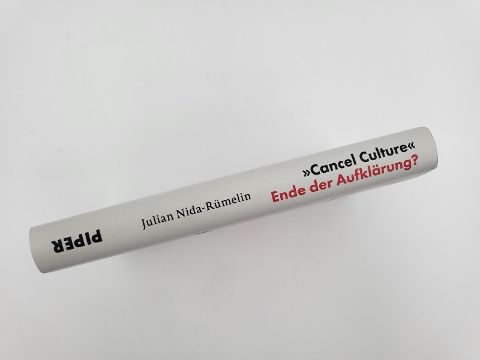 »Cancel Culture«
Ende der Aufklärung?
Julian Nida-Rümelin
PIPER